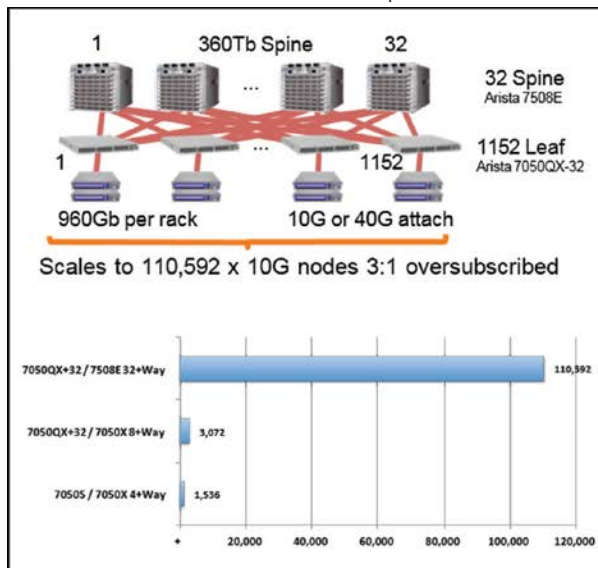 1
360Tb Spine
32
...
32 Spine
Arista 7508E
...
1
1152
1152 Leaf
Arista 7050QX-32
960Gb per rack
10G or 40G attach
Scales to 110,592 x 10G nodes 3:1 oversubscribed
7050QX+32 / 7508E 32+Way
110,592
7050QX+32 / 7050X 8+Way
3,072
7050S / 7050X 4+Way
1,536
+
20,000
40,000
60,000
80,000
100,000
120,000